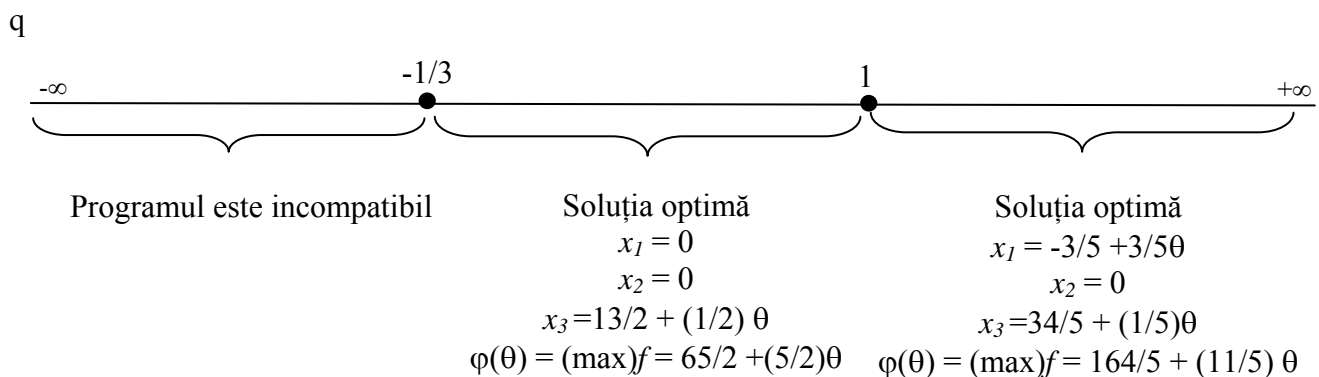 q
-∞ -1/3 1 +∞
Programul este incompatibil
Soluția optimă
x1 = 0
x2 = 0
x3 =13/2 + (1/2) θ
φ(θ) = (max)f = 65/2 +(5/2)θ
Soluția optimă
x1 = -3/5 +3/5θ
x2 = 0
x3 =34/5 + (1/5)θ
φ(θ) = (max)f = 164/5 + (11/5) θ